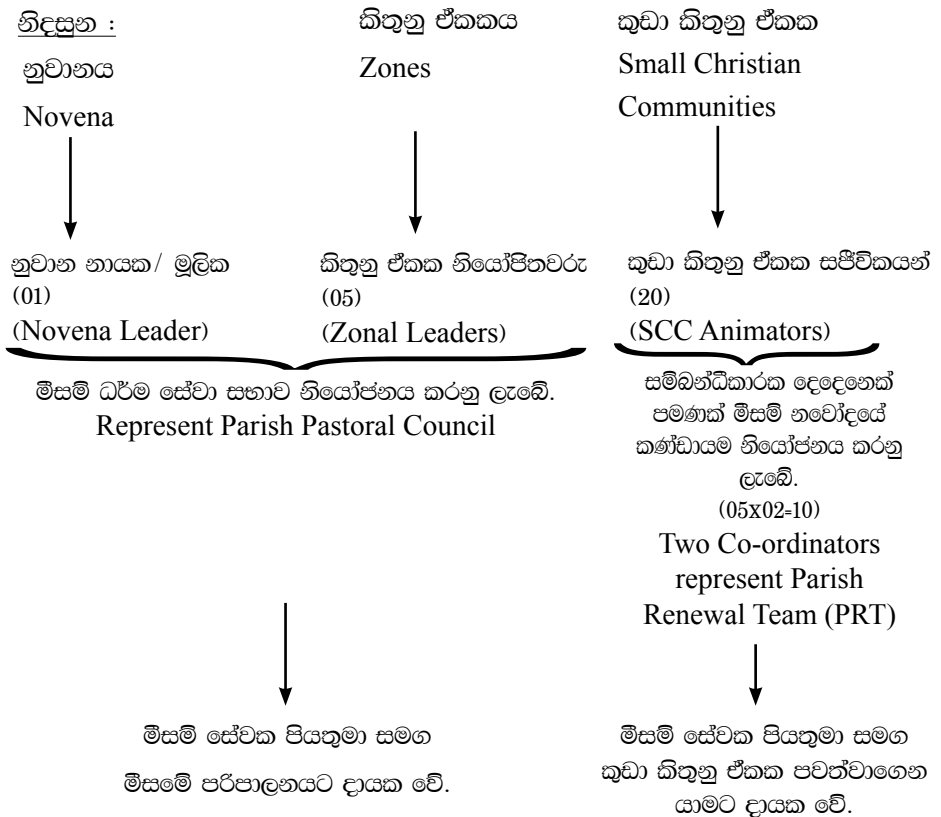 නිදසුන :
නුවානය
Novena
කිතුනු ඒකකය
Zones
කුඩා කිතුනු ඒකක
Small Christian
Communities
නුවාන නායක/ මූලික
(01)
(Novena Leader)
කිතුනු ඒකක නියෝපිතවරු
(05)
(Zonal Leaders)
කුඩා කිතුනු ඒකක සජීවිකයන්
(20)
(SCC Animators)
මීසම් ධර්ම සේවා සභාව නියෝජනය කරනු ලැබේ.
Represent Parish Pastoral Council
සම්බන්ධීකාරක දෙදෙනෙක්
පමණක් මීසම් නවෝදයේ
කණ්ඩායම නියෝජනය කරනු
ලැබේ.
(05x02=10)
Two Co-ordinators
represent Parish
Renewal Team (PRT)
මීසම් සේවක පියතුමා සමග
මීසමේ පරිපාලනයට දායක වේ.
මීසම් සේවක පියතුමා සමග
කුඩා කිතුනු ඒකක පවත්වාගෙන
යාමට දායක වේ.